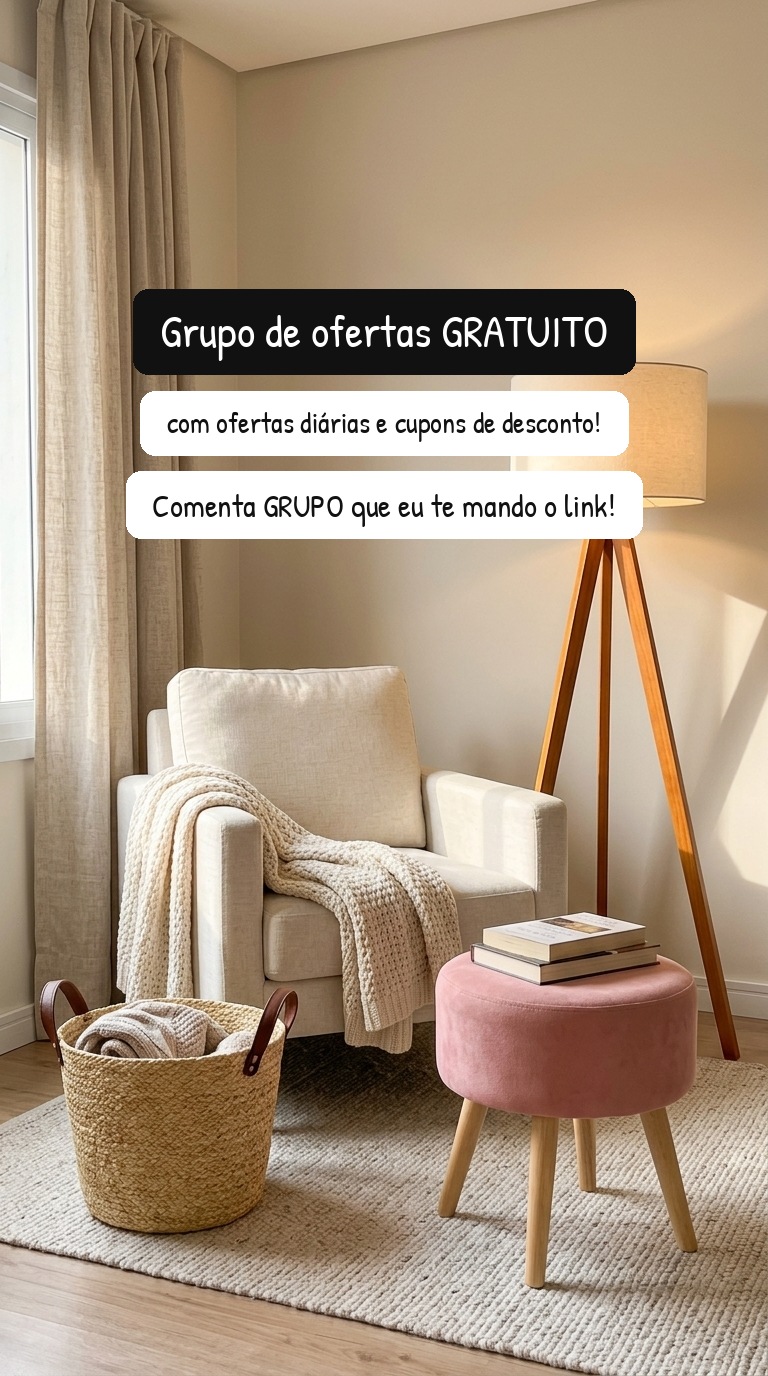 Grupo de ofertas GRATUITO
com ofertas diárias e cupons de desconto!
Comenta GRUPO que eu te mando o link!